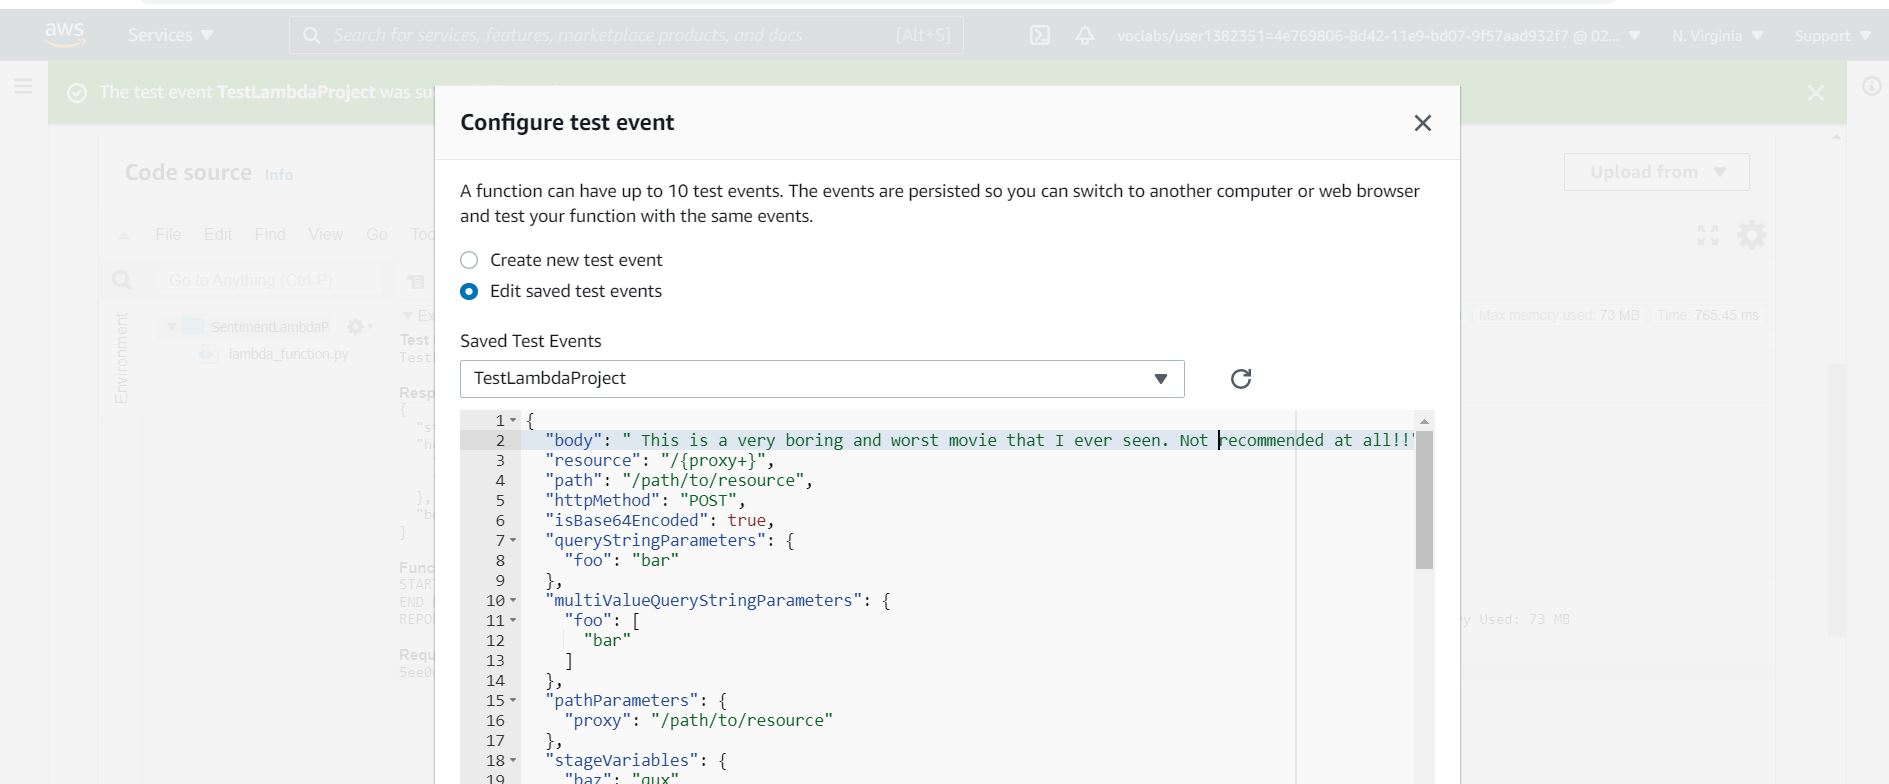 aws
Services
Search for services, features, marketplace products, and docs
[Alt+S]
voclabs/user1382351=4e769806-8d42-11e9-bd07-9f57aad932f7 @ 02...
N. Virginia
Support
The test event TestLambdaProject was su
Configure test event
Code source
Info
Upload from
A function can have up to 10 test events. The events are persisted so you can switch to another computer or web browser
and test your function with the same events.
File Edit Find View Go Too
Create new test event
Go to Anything (Ctrl-P)
Edit saved test events
Environment
SentimentLambdaP
lambda_function.py
Ex
Max memory used: 73 MB
Time: 765.45 ms
Saved Test Events
TestLambdaProject
Test
Test
Resp
{
"s
"he
},
"b
}
Func
START
END
REPO
y Used: 73 MB
Requ
1 {
2 "body": " This is a very boring and worst movie that I ever seen. Not recommended at all!!"
3 "resource": "/{proxy+}",
4 "path": "/path/to/resource",
5 "httpMethod": "POST",
6 "isBase64Encoded": true,
7 "queryStringParameters": {
8 "foo": "bar"
9 },
10 "multiValueQueryStringParameters": {
11 "foo": [
12 "bar"
13 ]
14 },
15 "pathParameters": {
16 "proxy": "/path/to/resource"
17 },
18 "stageVariables": {
19 "baz": "qux"